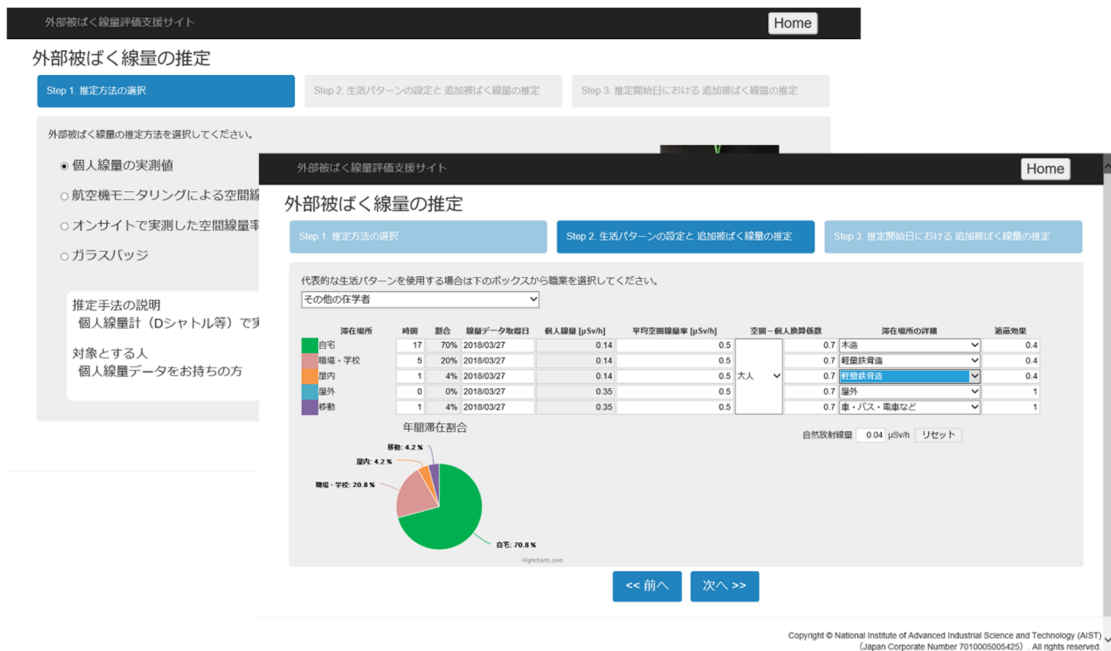 外部被ばく線量評価支援サイト
Home
外部被ばく線量の推定
Step 1. 推定方法の選択
Step 2. 生活パターンの設定と 追加被ばく線量の推定
Step 3. 推定開始日における 追加被ばく線量の推定
外部被ばく線量の推定方法を選択してください。
個人線量の実測値
航空機モニタリングによる空間線
オンサイトで実測した空間線量率
ガラスバッジ
推定手法の説明
個人線量計（Dシャトル等）で実
対象とする人
個人線量データをお持ちの方
外部被ばく線量評価支援サイト
Home
外部被ばく線量の推定
Step 1. 推定方法の選択
Step 2. 生活パターンの設定と 追加被ばく線量の推定
Step 3. 推定開始日における 追加被ばく線量の推定
代表的な生活パターンを使用する場合は下のボックスから職業を選択してください。
その他の在学者
滞在場所 時間 割合 線量データ取得日 個人線量 [μSv/h] 平均空間線量率 [μSv/h] 空間－個人換算係数 滞在場所の詳細 遮蔽効果
自宅 17 70% 2018/03/27 0.14 0.5 0.7 木造 0.4
職場・学校 5 20% 2018/03/27 0.14 0.5 0.7 軽量鉄骨造 0.4
屋内 1 4% 2018/03/27 0.14 0.5 大人 0.7 軽量鉄骨造 0.4
屋外 0 0% 2018/03/27 0.35 0.5 0.7 屋外 1
移動 1 4% 2018/03/27 0.35 0.5 0.7 車・バス・電車など 1
年間滞在割合
自然放射線量 0.04 μSv/h リセット
移動: 4.2 %
屋内: 4.2 %
職場・学校: 20.8 %
自宅: 70.8 %
Highcharts.com
<< 前へ
次へ >>
Copyright © National Institute of Advanced Industrial Science and Technology (AIST)
（Japan Corporate Number 7010005005425）. All rights reserved.